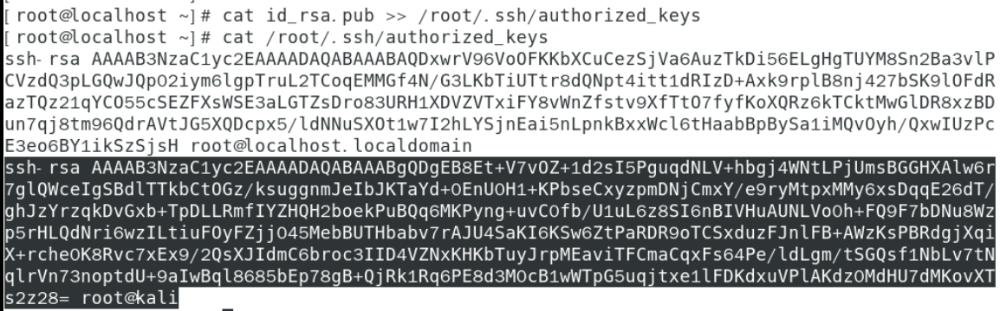 [root@localhost ~]# cat id_rsa.pub >> /root/.ssh/authorized_keys
[root@localhost ~]# cat /root/.ssh/authorized_keys
ssh-rsa AAAAB3NzaC1yc2EAAAADAQABAAABAQDxwrV96VoOFKKbXCuCezSjVa6AuzTkDi56ELgHgTUYM8Sn2Ba3vlP
CVzdQ3pLGQwJQpO2iym6lgpTruL2TCoqEMMGf4N/G3LKbTiUTtr8dQNpt4itt1dRIzD+Axk9rplB8nj427bSK9lOFdR
azTQz21qYCO55cSEZFXsWSE3aLGTZsDro83URH1XDVZVTxiFY8vWnZfstv9XfTtO7fyfKoXQRz6kTCktMwGlDR8xzBD
un7qj8tm96QdrAVtJG5XQDcpx5/ldNNuSXOt1w7I2hLYSjnEai5nLpnkBxxWcl6tHaabBpBySa1iMQvOyh/QxwIUzPc
E3eo6BY1ikSzSjsH root@localhost.localdomain
ssh-rsa AAAAB3NzaC1yc2EAAAADAQABAAABgQDgEB8Et+V7vOZ+1d2sI5PguqdNLV+hbgj4WNtLPjUmsBGGHXAlw6r
7glQWceIgSBdlTTkbCtOGz/ksuggnmJeIbJKTaYd+OEnUOH1+KPbseCxyzpmDNjCmxY/e9ryMtpxMMy6xsDqqE26dT/
ghJzYrzqkDvGxb+TpDLLRmfIYZHQH2boekPuBQq6MKPyng+uvCOfb/U1uL6z8SI6nBIVHuAUNLVoOh+FQ9F7bDNu8Wz
p5rHLQdNri6wzILtiuFOyFZjjO45MebBUTHbabv7rAJU4SaKI6KSw6ZtPaRDR9oTCSxduzFJnlFB+AWzKsPBRdgjXqi
X+rcheOK8Rvc7xEx9/2QsXJIdmC6broc3IID4VZNxKHKbTuyJrpMEaviTFCmaCqxFs64Pe/ldLgm/tSGQsf1NbLv7tN
qlrVn73noptdU+9aIwBql8685bEp78gB+QjRk1Rq6PE8d3MOcB1wWTpG5uqjtxe1lFDKdxuVPlAKdzOMdHU7dMKovXT
s2z28= root@kali